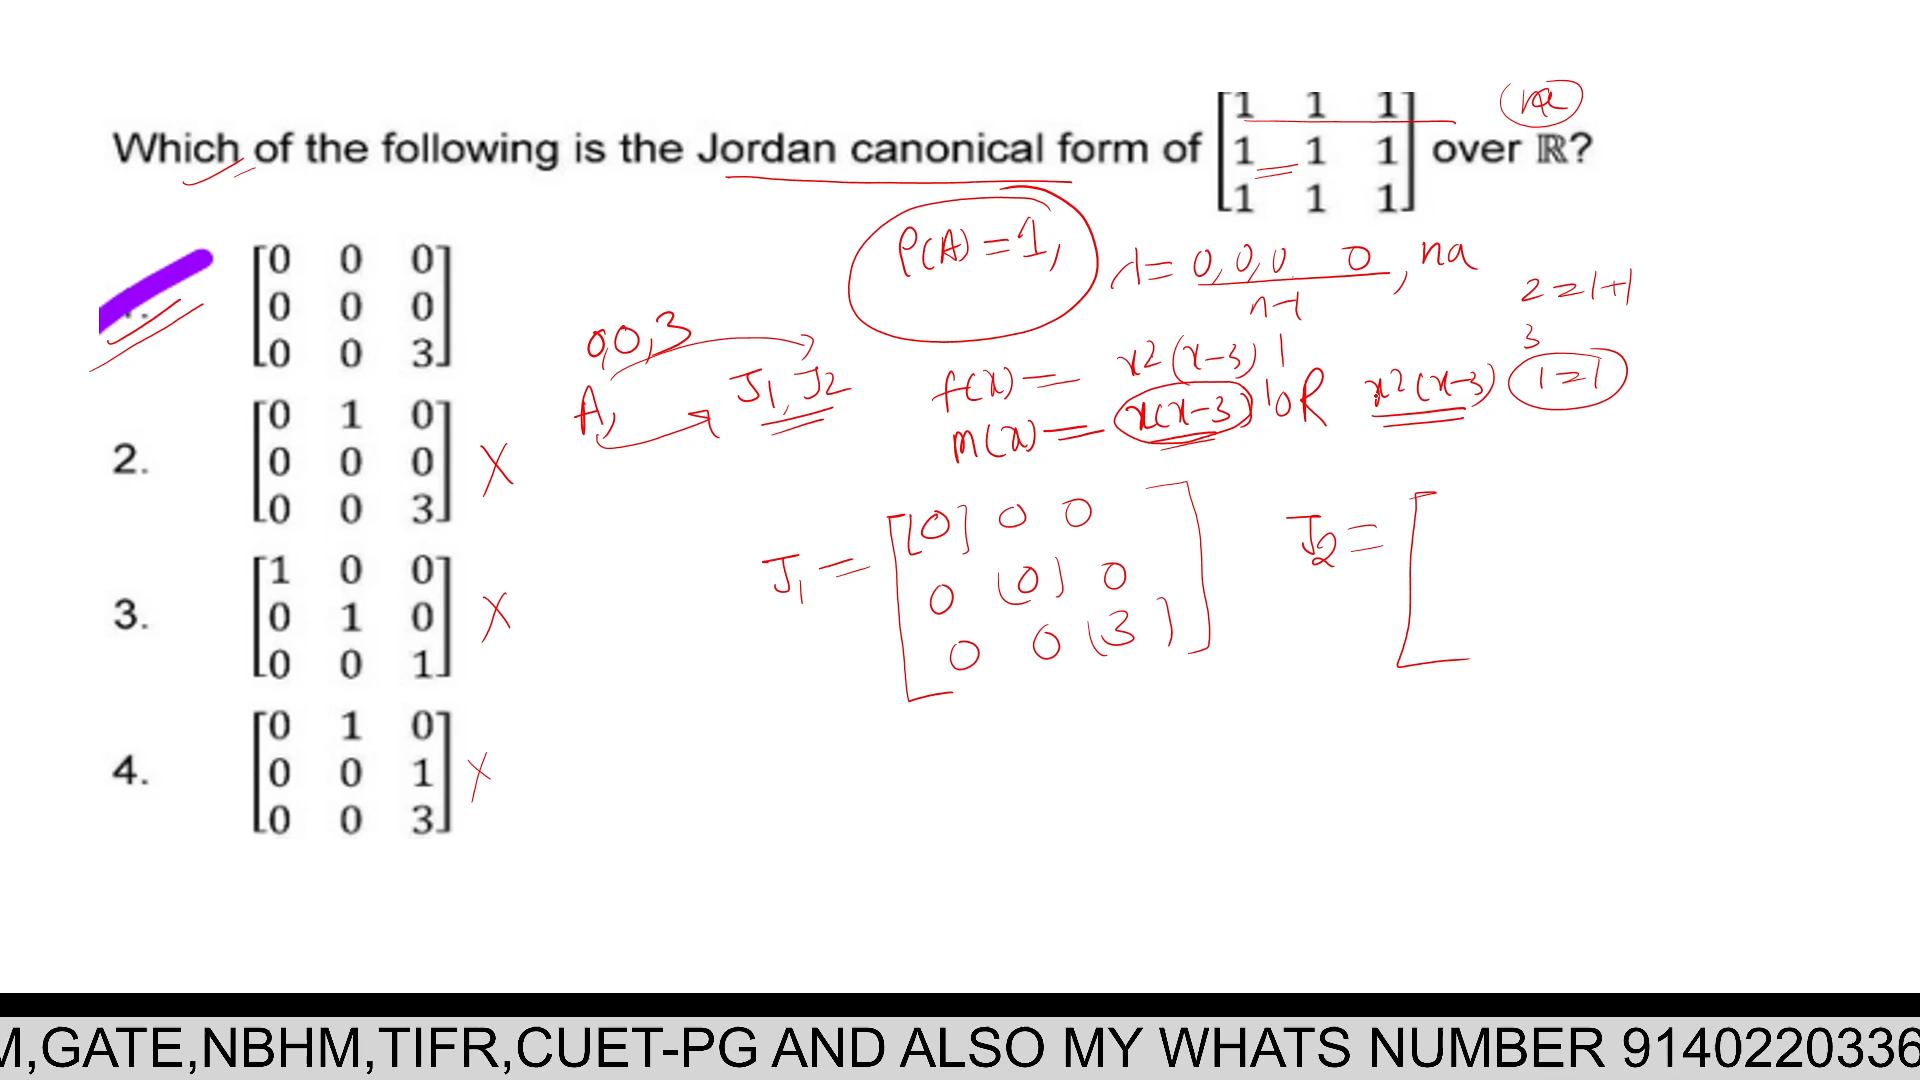 (na)
Which of the following is the Jordan canonical form of [1 1 1; 1 1 1; 1 1 1] over ℝ?
ρ(A) = 1, λ = 0, 0, 0 0, na
n-1
2 = 1+1
3
1 = 1
1. [0 0 0; 0 0 0; 0 0 3]
0, 0, 3
A, J1, J2
f(x) = x2(x-3)1
m(x) = x(x-3)1 OR x2(x-3)
2. [0 1 0; 0 0 0; 0 0 3] X
J1 = [[0] 0 0; 0 (0) 0; 0 0 (3)] J2 = [
3. [1 0 0; 0 1 0; 0 0 1] X
4. [0 1 0; 0 0 1; 0 0 3] X
M,GATE,NBHM,TIFR,CUET-PG AND ALSO MY WHATS NUMBER 9140220336